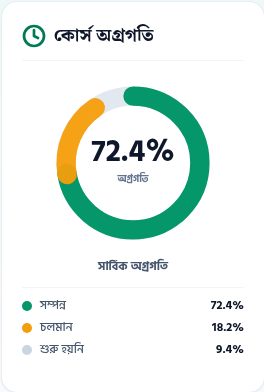 কোর্স অগ্রগতি
72.4%
অগ্রগতি
সার্বিক অগ্রগতি
সম্পন্ন 72.4%
চলমান 18.2%
শুরু হয়নি 9.4%